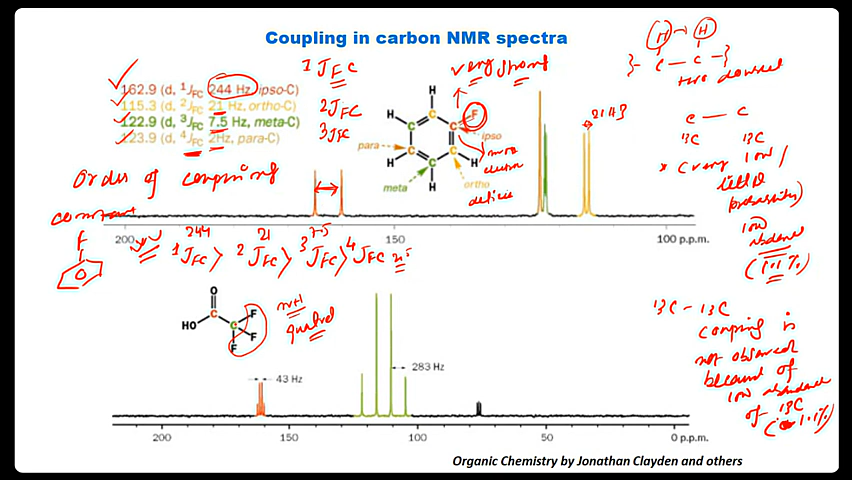 Coupling in carbon NMR spectra
162.9 (d, ¹J_FC 244 Hz, ipso-C)
115.3 (d, ²J_FC 21 Hz, ortho-C)
122.9 (d, ³J_FC 7.5 Hz, meta-C)
123.9 (d, ⁴J_FC 2Hz, para-C)
¹J_FC
²J_FC
³J_FC
very strong
H
H F
ipso
para
H H
meta
ortho
H
more
electron
deficie
21 Hz
H H
C — C
C — C
13C 13C
* C very low /
little
probability)
low
abundance
(1.1%)
Order of
constant
F
200 150 100 p.p.m.
244 21 7.5
¹J_FC > ²J_FC > ³J_FC > ⁴J_FC
O
HO C C F
F
F
n+1
quartet
43 Hz
283 Hz
13C - 13C
Coupling is
not observed
because of
low abundance
of 13C
1.1%)
200 150 100 50 0 p.p.m.
Organic Chemistry by Jonathan Clayden and others